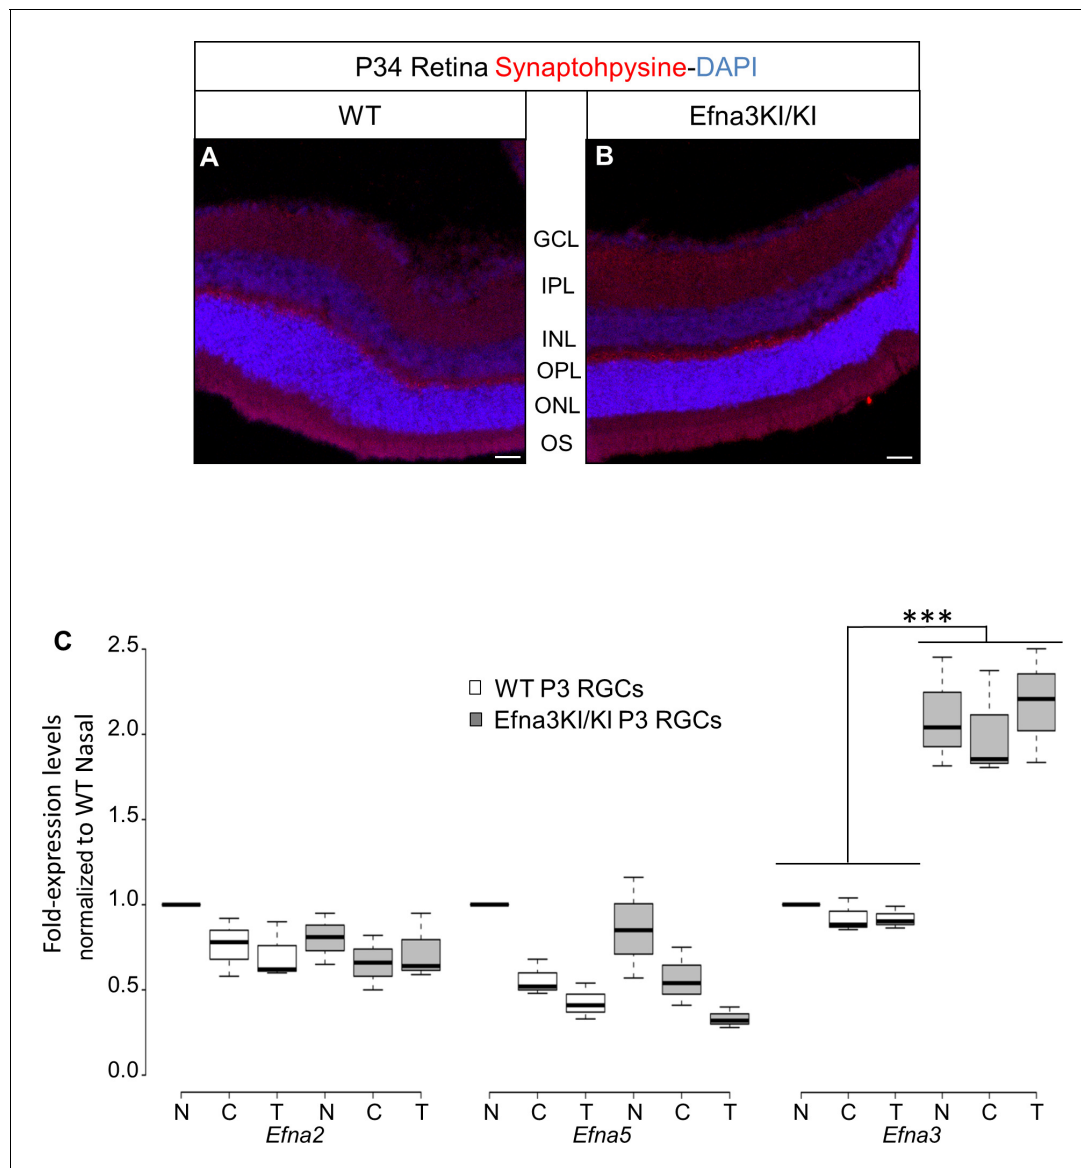 P34 Retina Synaptohpysine-DAPI
WT
Efna3KI/KI
A
B
GCL
IPL
INL
OPL
ONL
OS
C
***
2.5
2.0
1.5
1.0
0.5
0.0
Fold-expression levels
normalized to WT Nasal
WT P3 RGCs
Efna3KI/KI P3 RGCs
N C T N C T N C T N C T N C T N C T
Efna2 Efna5 Efna3